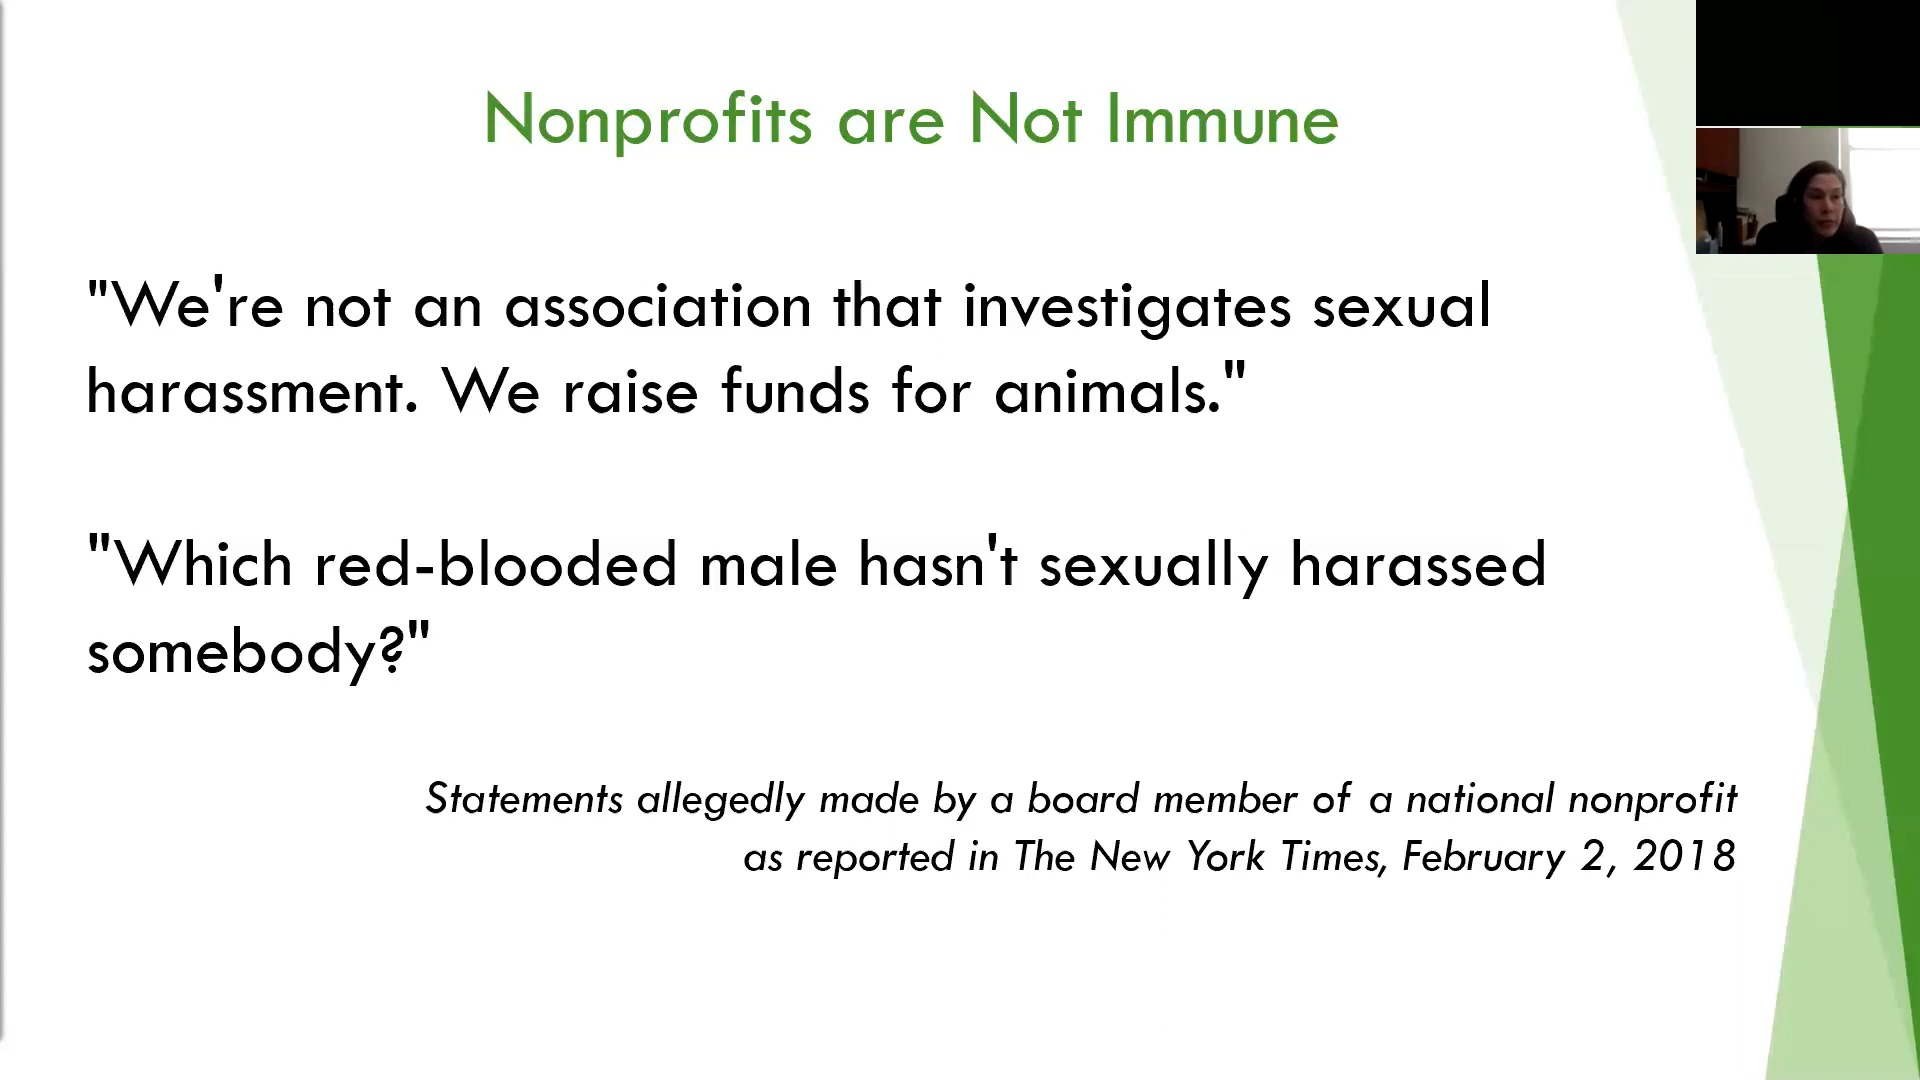 Nonprofits are Not Immune
"We're not an association that investigates sexual
harassment. We raise funds for animals."
"Which red-blooded male hasn't sexually harassed
somebody?"
Statements allegedly made by a board member of a national nonprofit
as reported in The New York Times, February 2, 2018